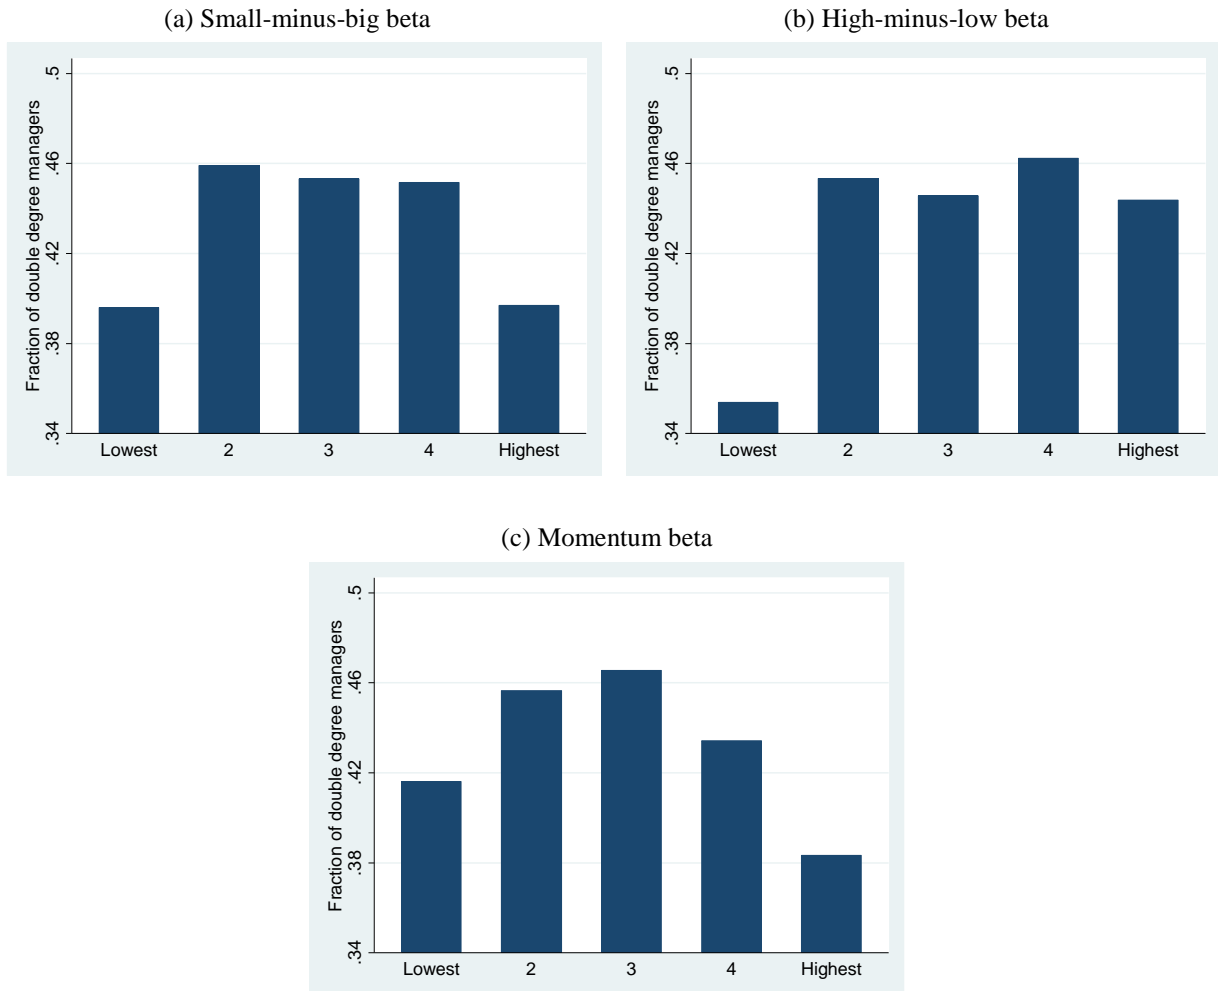 (a) Small-minus-big beta
Fraction of double degree managers
.5
.46
.42
.38
.34
Lowest 2 3 4 Highest
(b) High-minus-low beta
Fraction of double degree managers
.5
.46
.42
.38
.34
Lowest 2 3 4 Highest
(c) Momentum beta
Fraction of double degree managers
.5
.46
.42
.38
.34
Lowest 2 3 4 Highest